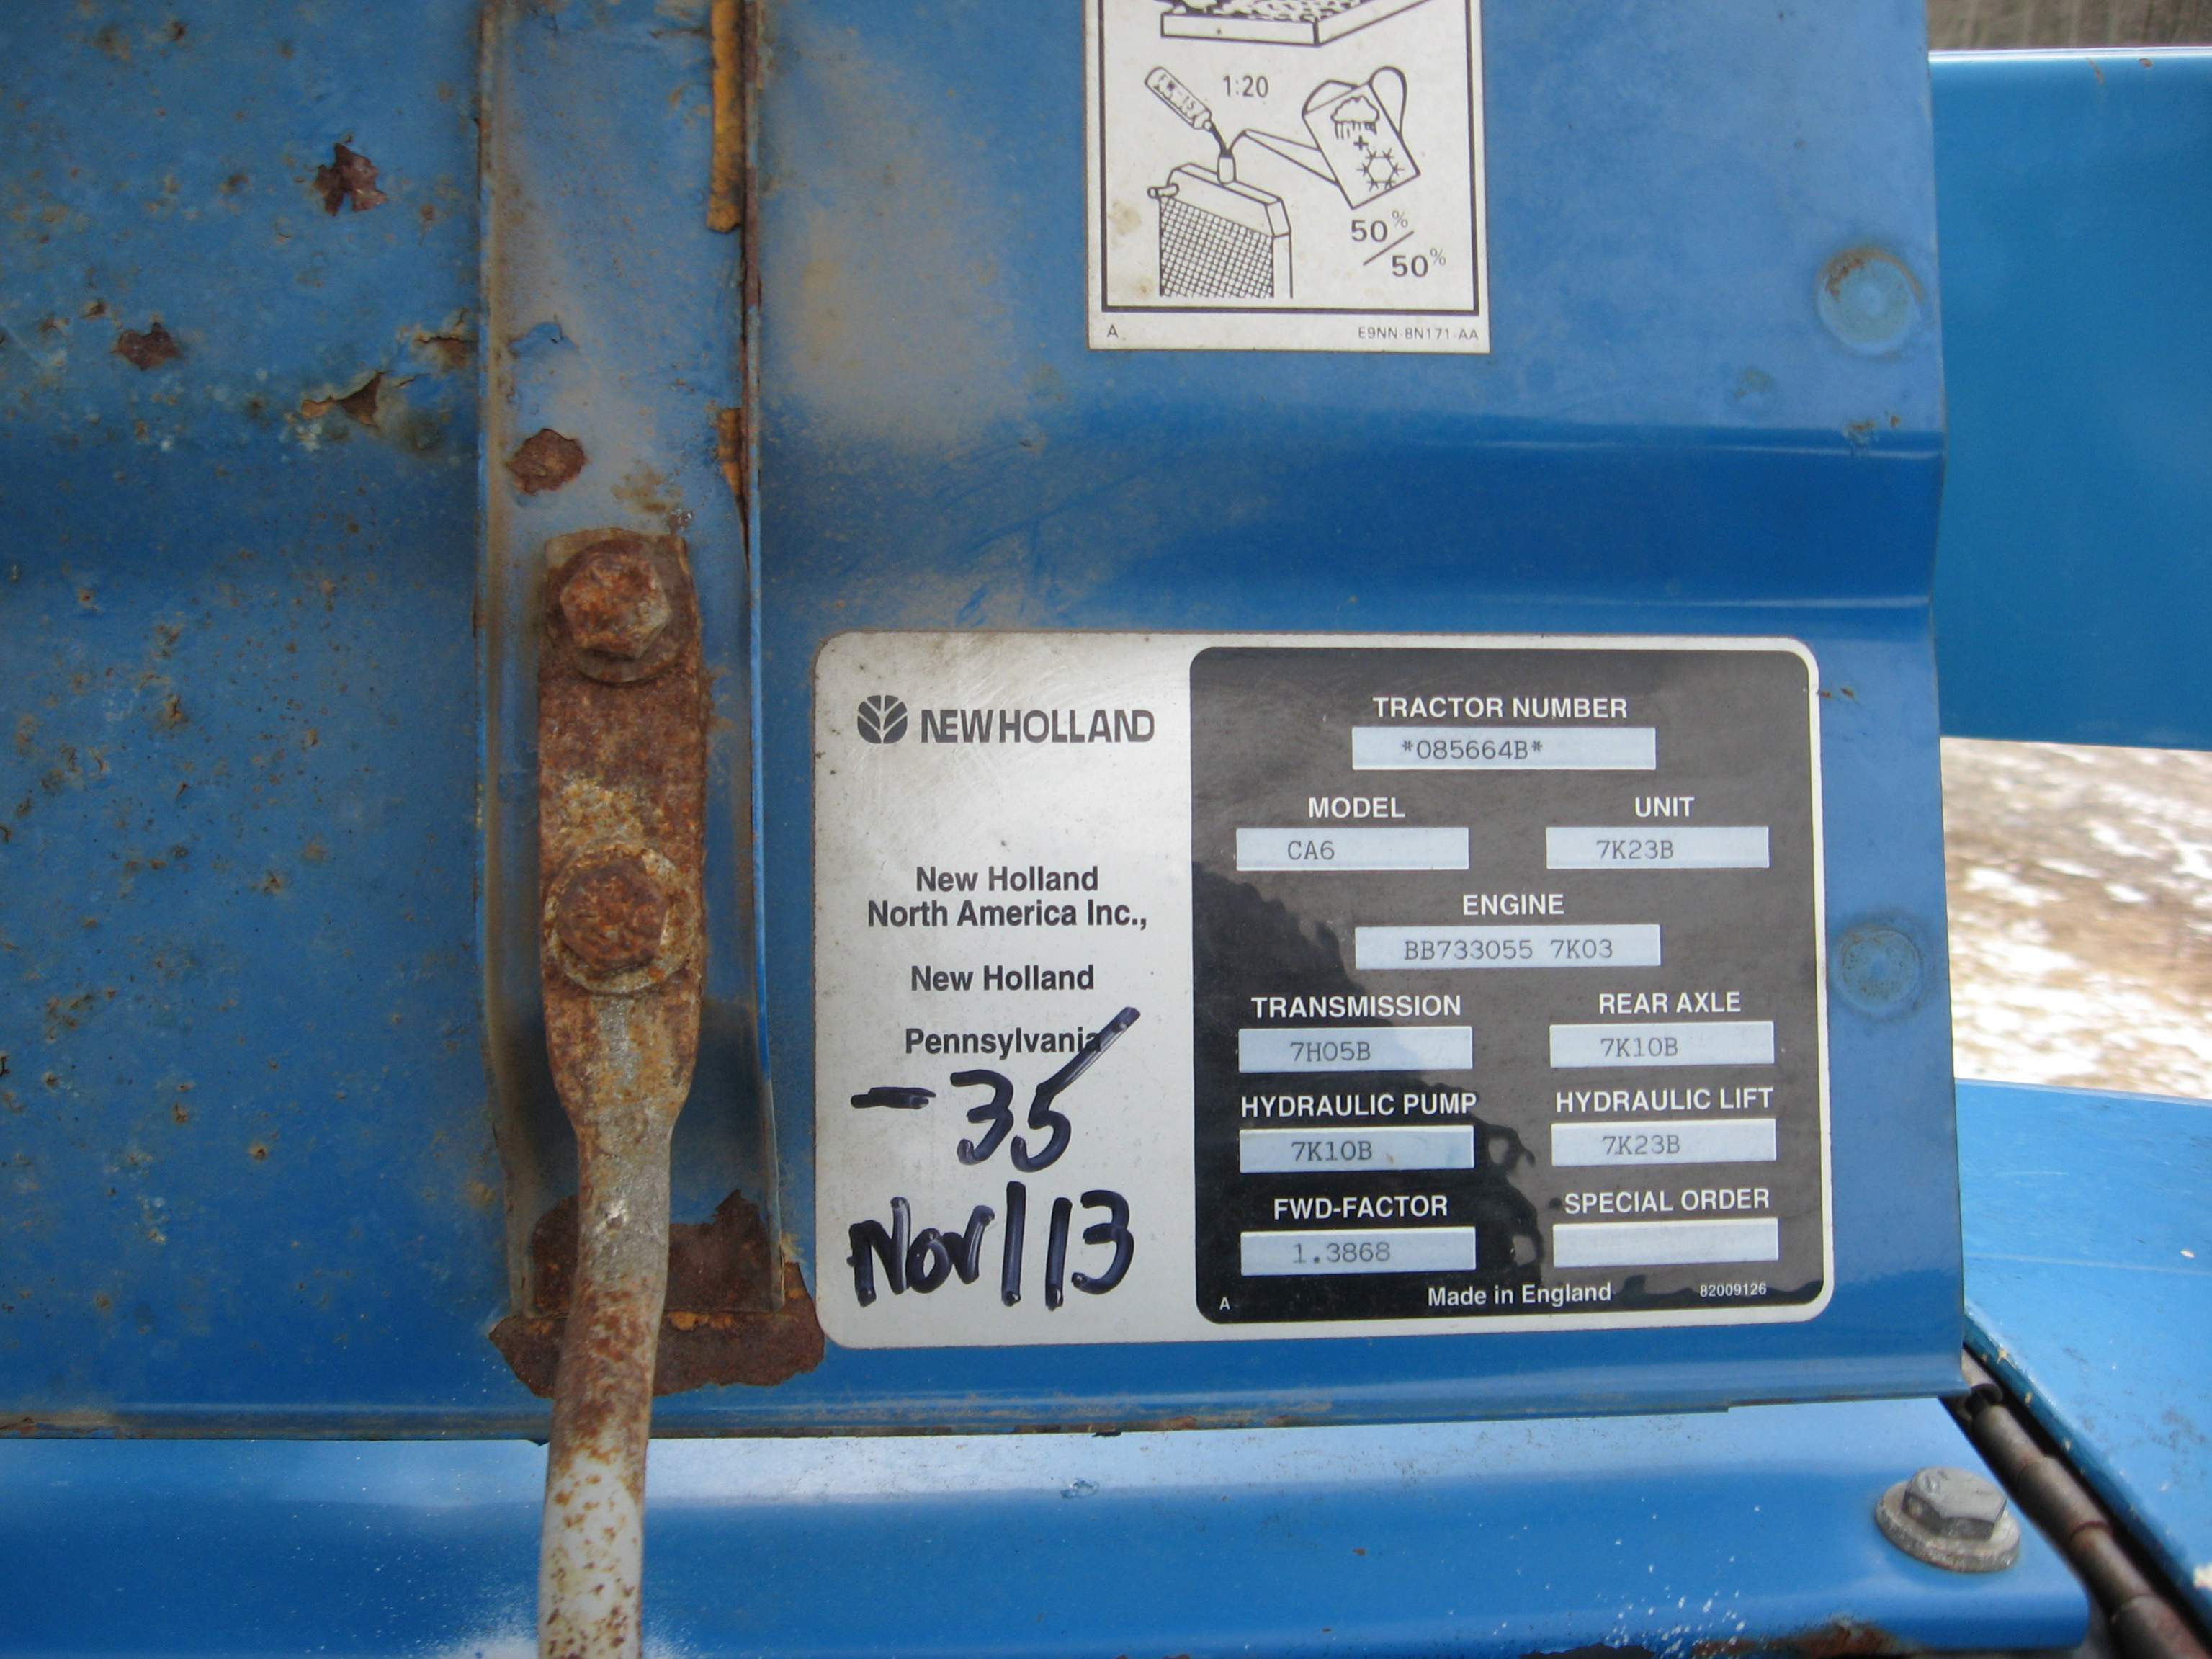 FW-15
1:20
50%/50%
A E9NN-8N171-AA
NEW HOLLAND
New Holland
North America Inc.,
New Holland
Pennsylvania
-35
Nov/13
TRACTOR NUMBER
*085664B*
MODEL UNIT
CA6 7K23B
ENGINE
BB733055 7K03
TRANSMISSION REAR AXLE
7H05B 7K10B
HYDRAULIC PUMP HYDRAULIC LIFT
7K10B 7K23B
FWD-FACTOR SPECIAL ORDER
1.3868
A Made in England 82009126